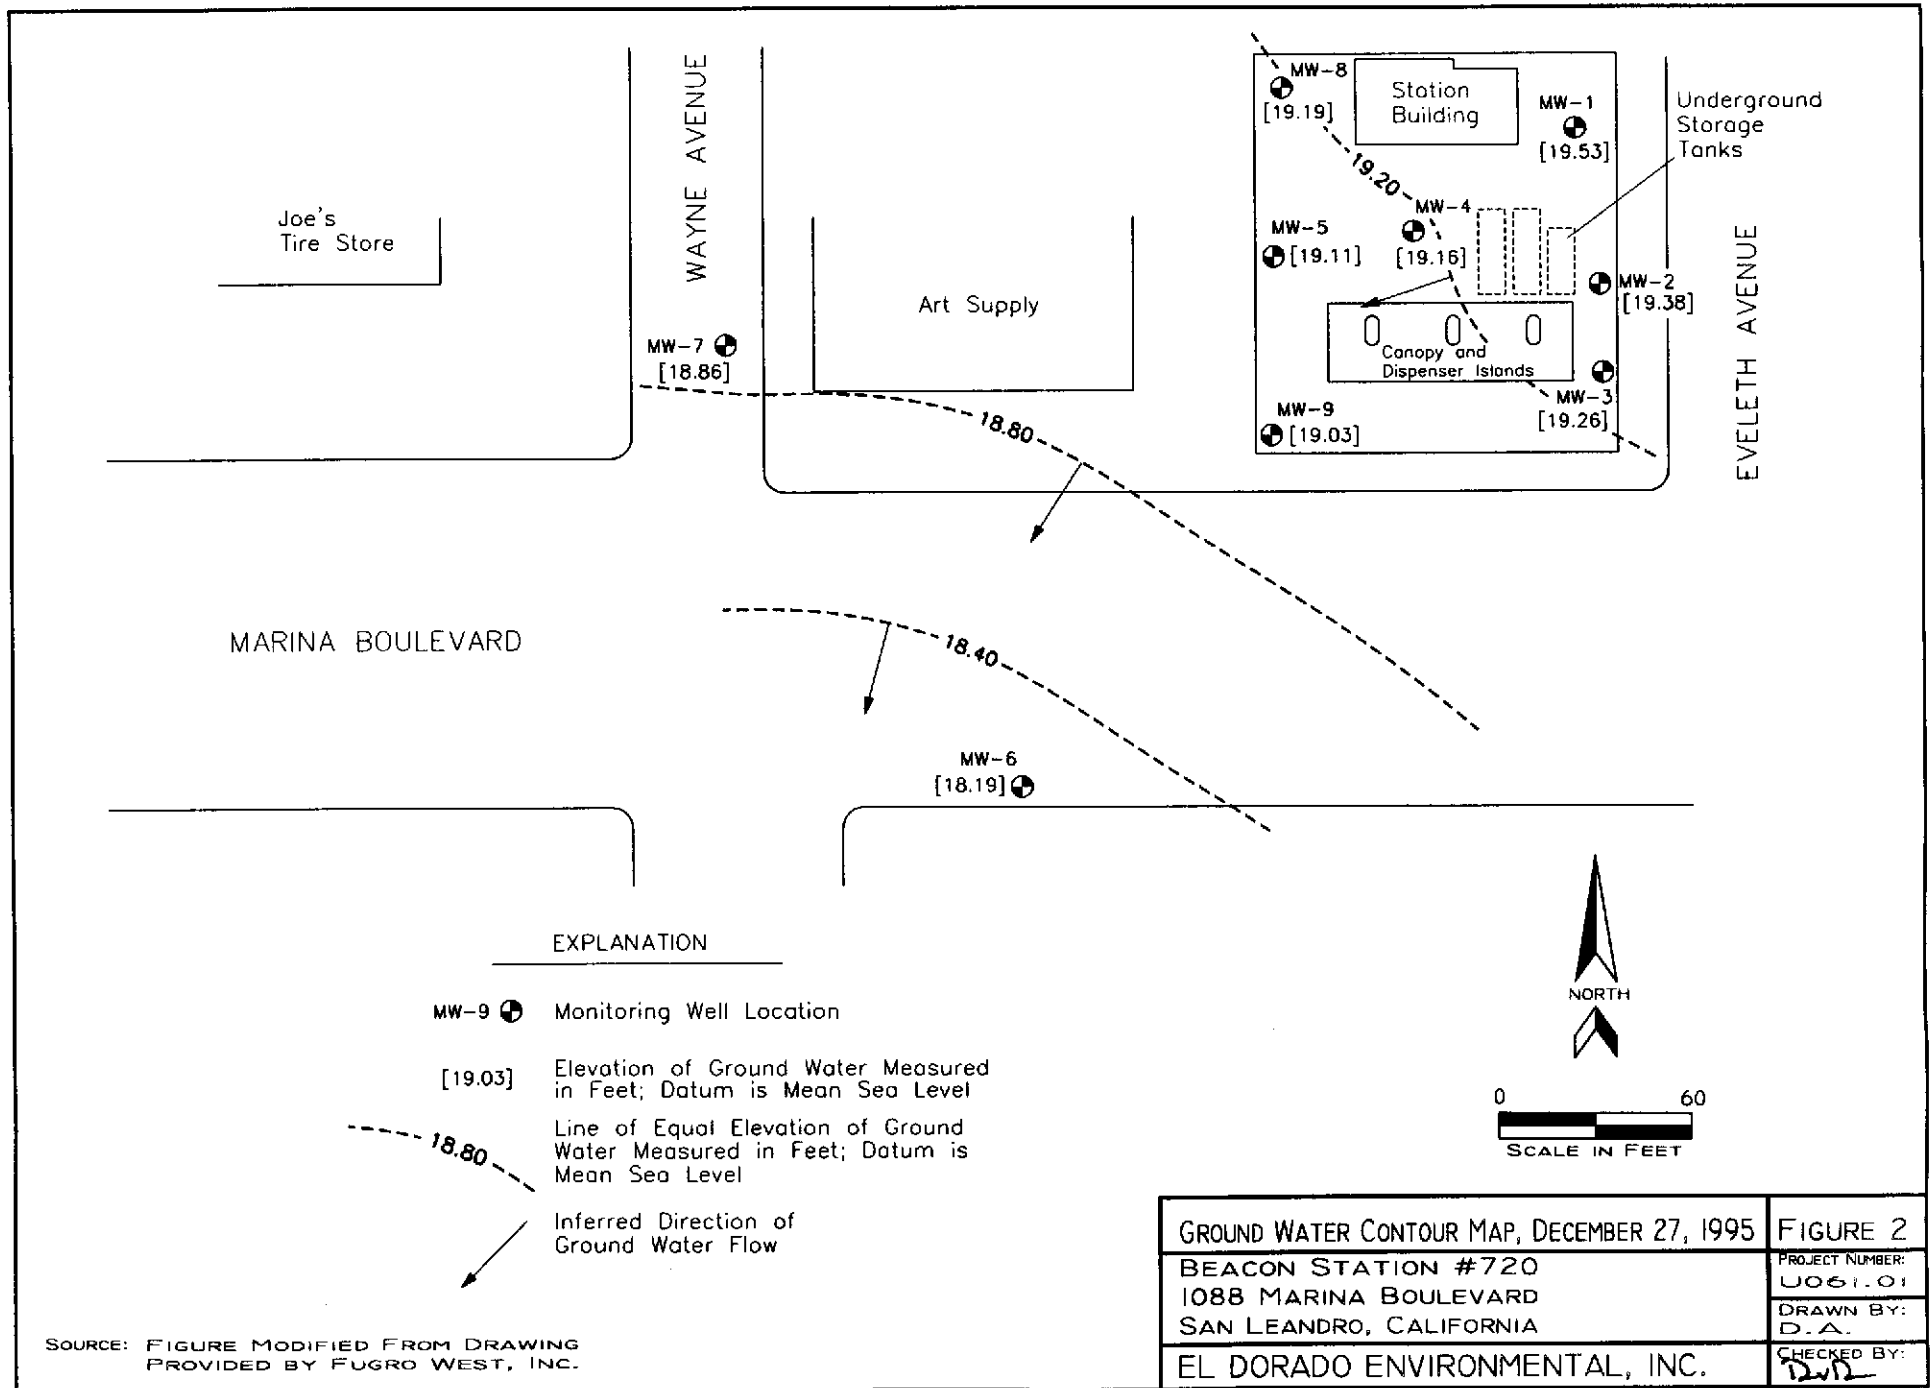 MW-8
[19.19]
Station
Building
MW-1
[19.53]
Underground
Storage
Tanks
WAYNE AVENUE
19.20
Joe's
Tire Store
MW-4
[19.16]
MW-5
[19.11]
MW-2
[19.38]
EVELETH AVENUE
Art Supply
MW-7
[18.86]
Canopy and
Dispenser Islands
MW-3
[19.26]
MW-9
[19.03]
18.80
MARINA BOULEVARD
18.40
MW-6
[18.19]
EXPLANATION
MW-9
Monitoring Well Location
[19.03]
Elevation of Ground Water Measured
in Feet; Datum is Mean Sea Level
18.80
Line of Equal Elevation of Ground
Water Measured in Feet; Datum is
Mean Sea Level
Inferred Direction of
Ground Water Flow
NORTH
0 60
SCALE IN FEET
SOURCE: FIGURE MODIFIED FROM DRAWING
PROVIDED BY FUGRO WEST, INC.
GROUND WATER CONTOUR MAP, DECEMBER 27, 1995
FIGURE 2
BEACON STATION #720
1088 MARINA BOULEVARD
SAN LEANDRO, CALIFORNIA
PROJECT NUMBER:
U061.01
DRAWN BY:
D.A.
EL DORADO ENVIRONMENTAL, INC.
CHECKED BY: